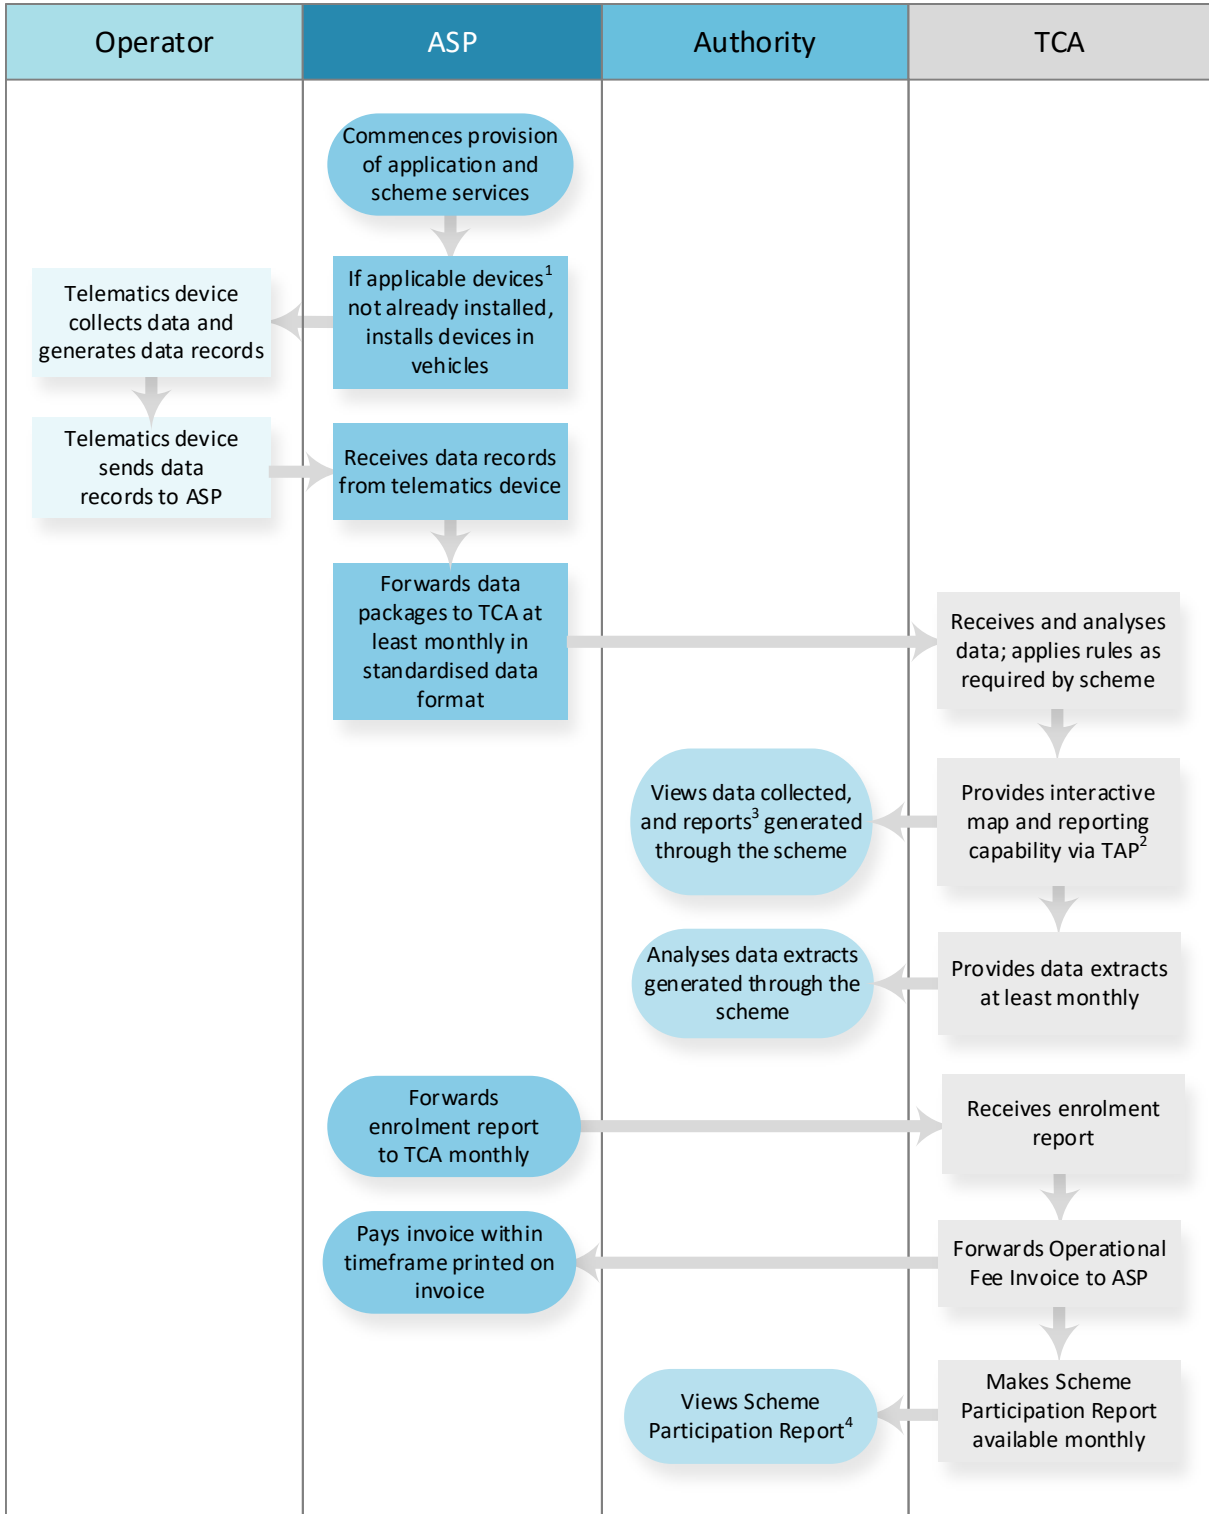 Operator
ASP
Authority
TCA
Commences provision
of application and
scheme services
If applicable devices1
not already installed,
installs devices in
vehicles
Telematics device
collects data and
generates data records
Telematics device
sends data
records to ASP
Receives data records
from telematics device
Forwards data
packages to TCA at
least monthly in
standardised data
format
Receives and analyses
data; applies rules as
required by scheme
Provides interactive
map and reporting
capability via TAP2
Views data collected,
and reports3 generated
through the scheme
Provides data extracts
at least monthly
Analyses data extracts
generated through the
scheme
Forwards
enrolment report
to TCA monthly
Receives enrolment
report
Forwards Operational
Fee Invoice to ASP
Pays invoice within
timeframe printed on
invoice
Makes Scheme
Participation Report
available monthly
Views Scheme
Participation Report4